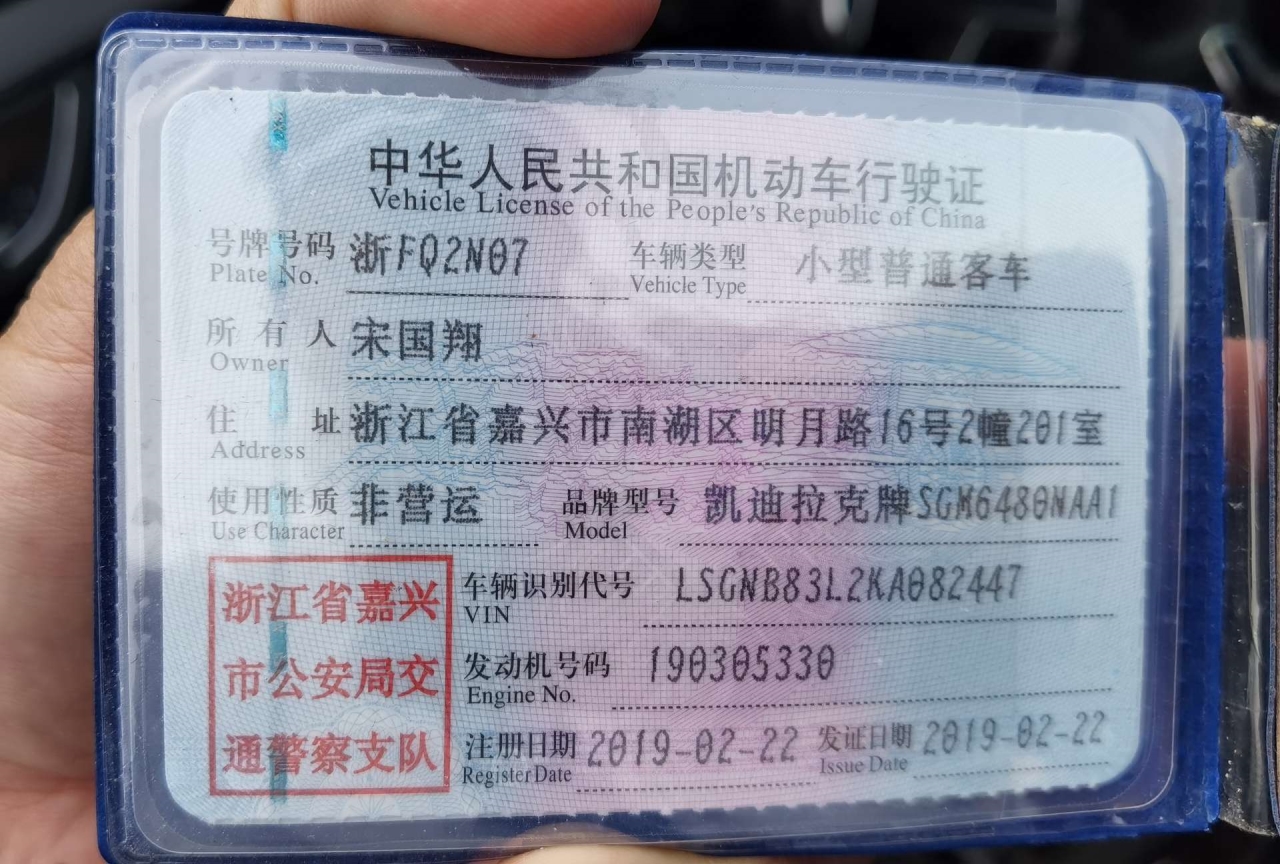 中华人民共和国机动车行驶证
Vehicle License of the People's Republic of China
号牌号码 浙FQ2N07 车辆类型 小型普通客车
Plate No. Vehicle Type
所有人 宋国翔
Owner
住址 浙江省嘉兴市南湖区明月路16号2幢201室
Address
使用性质 非营运 品牌型号 凯迪拉克牌SGM6480NAA1
Use Character Model
浙江省嘉兴
市公安局交
通警察支队
车辆识别代号 LSGNB83L2KA082447
VIN
发动机号码 190305330
Engine No.
注册日期 2019-02-22 发证日期 2019-02-22
Register Date Issue Date